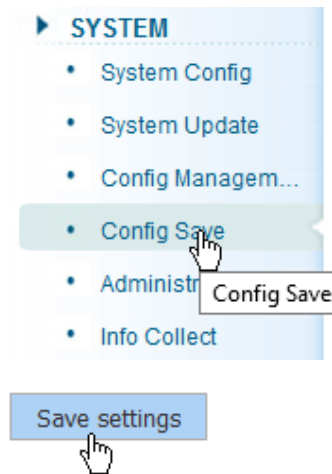 SYSTEM
System Config
System Update
Config Managem...
Config Save
Administr
Config Save
Info Collect
Save settings